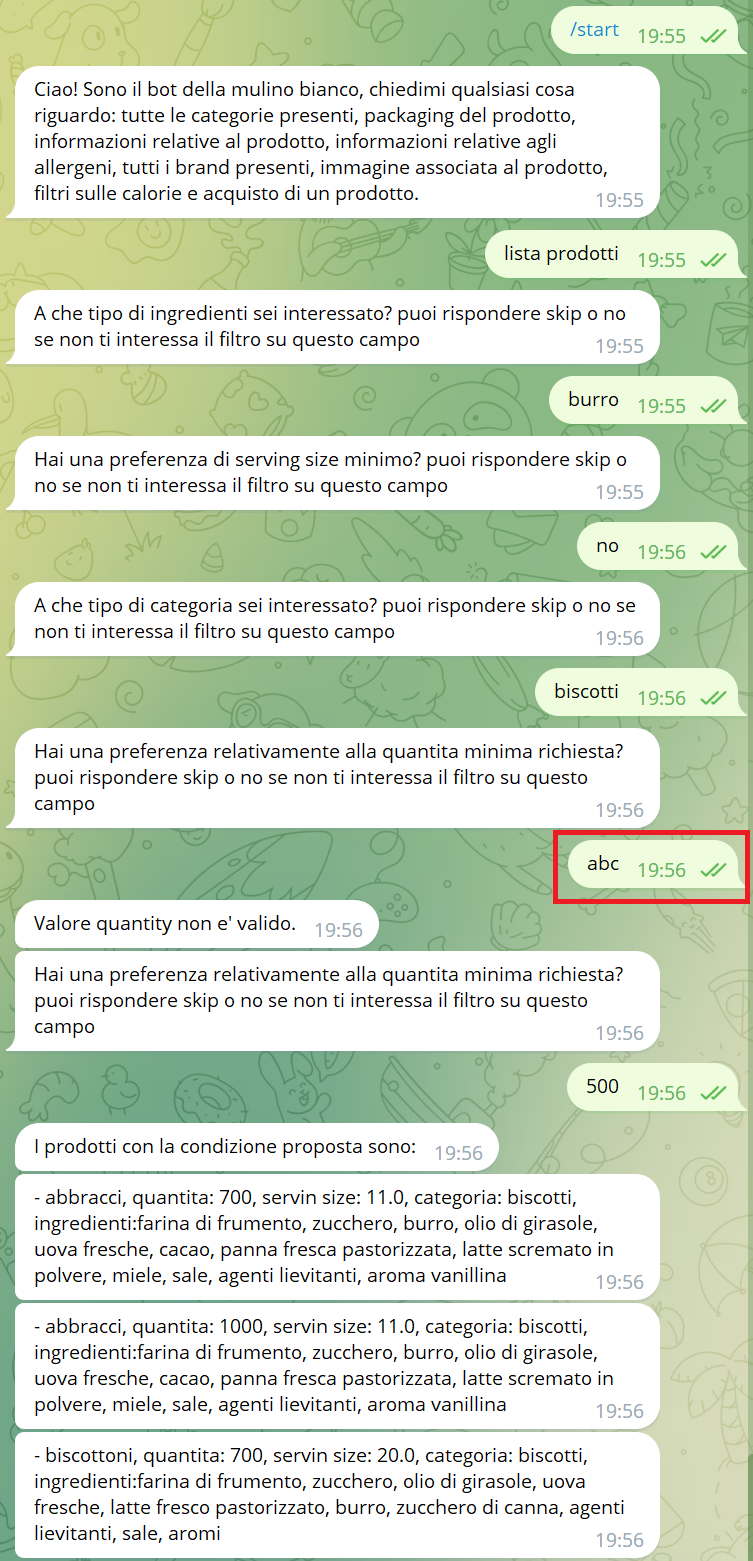 /start 19:55
Ciao! Sono il bot della mulino bianco, chiedimi qualsiasi cosa
riguardo: tutte le categorie presenti, packaging del prodotto,
informazioni relative al prodotto, informazioni relative agli
allergeni, tutti i brand presenti, immagine associata al prodotto,
filtri sulle calorie e acquisto di un prodotto. 19:55
lista prodotti 19:55
A che tipo di ingredienti sei interessato? puoi rispondere skip o no
se non ti interessa il filtro su questo campo 19:55
burro 19:55
Hai una preferenza di serving size minimo? puoi rispondere skip o
no se non ti interessa il filtro su questo campo 19:55
no 19:56
A che tipo di categoria sei interessato? puoi rispondere skip o no se
non ti interessa il filtro su questo campo 19:56
biscotti 19:56
Hai una preferenza relativamente alla quantita minima richiesta?
puoi rispondere skip o no se non ti interessa il filtro su questo
campo 19:56
abc 19:56
Valore quantity non e' valido. 19:56
Hai una preferenza relativamente alla quantita minima richiesta?
puoi rispondere skip o no se non ti interessa il filtro su questo
campo 19:56
500 19:56
I prodotti con la condizione proposta sono: 19:56
- abbracci, quantita: 700, servin size: 11.0, categoria: biscotti,
ingredienti:farina di frumento, zucchero, burro, olio di girasole,
uova fresche, cacao, panna fresca pastorizzata, latte scremato in
polvere, miele, sale, agenti lievitanti, aroma vanillina 19:56
- abbracci, quantita: 1000, servin size: 11.0, categoria: biscotti,
ingredienti:farina di frumento, zucchero, burro, olio di girasole,
uova fresche, cacao, panna fresca pastorizzata, latte scremato in
polvere, miele, sale, agenti lievitanti, aroma vanillina 19:56
- biscottoni, quantita: 700, servin size: 20.0, categoria: biscotti,
ingredienti:farina di frumento, zucchero, olio di girasole, uova
fresche, latte fresco pastorizzato, burro, zucchero di canna, agenti
lievitanti, sale, aromi 19:56